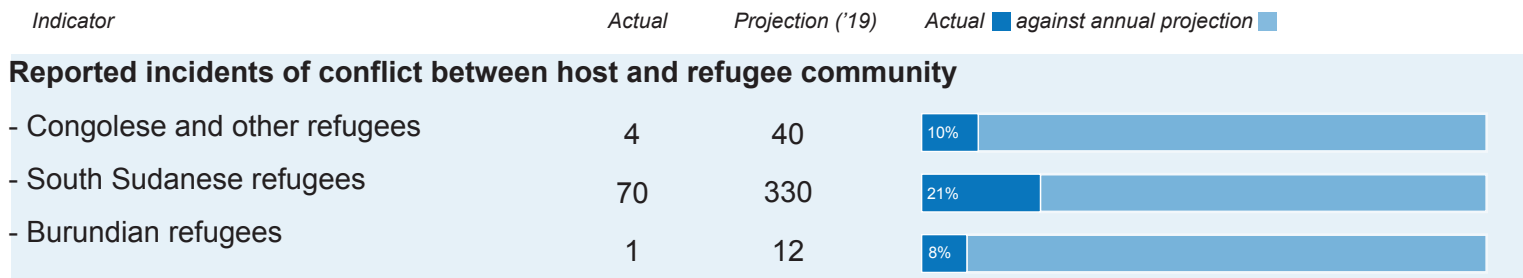 Indicator Actual Projection ('19) Actual against annual projection
Reported incidents of conflict between host and refugee community
- Congolese and other refugees 4 40 10%
- South Sudanese refugees 70 330 21%
- Burundian refugees 1 12 8%